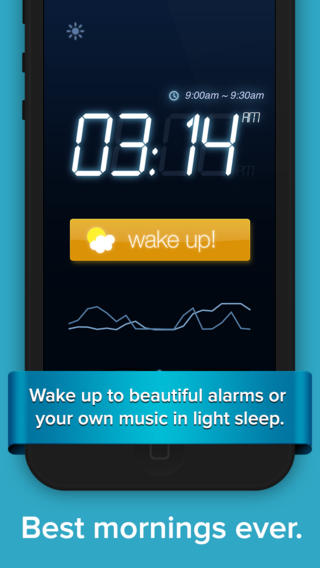 9:00am ~ 9:30am
03:14 AM
wake up!
Wake up to beautiful alarms or
your own music in light sleep.
Best mornings ever.